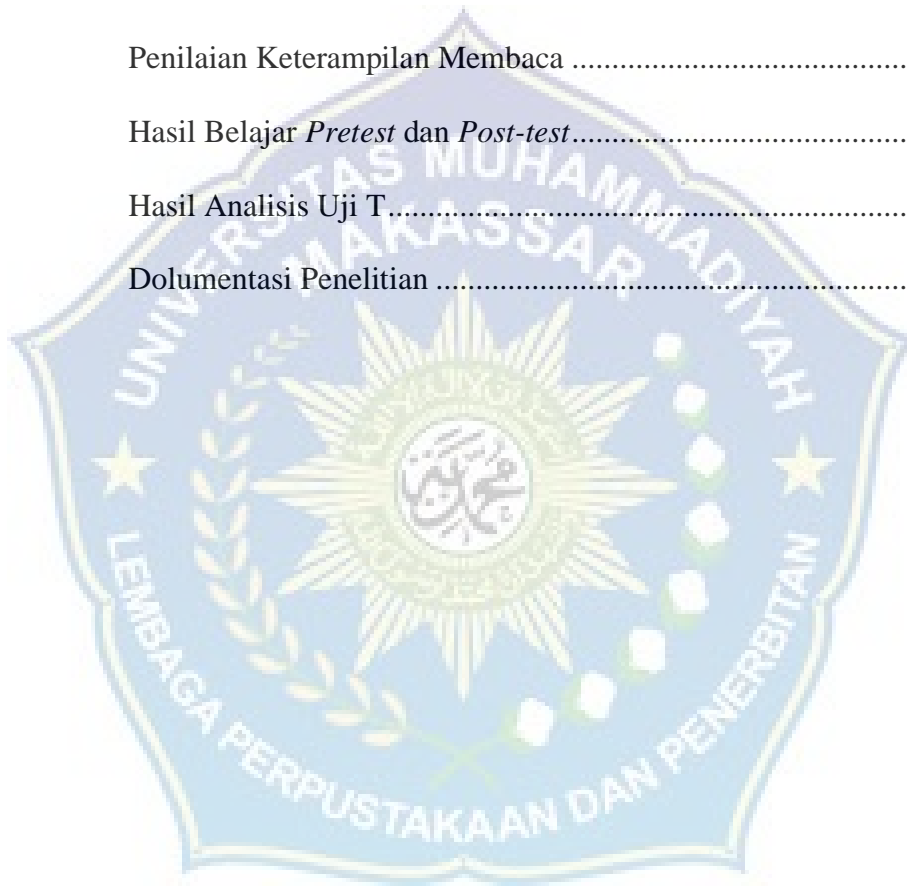 Penilaian Keterampilan Membaca ........................................
Hasil Belajar Pretest dan Post-test........................................
Hasil Analisis Uji T................................................................
Dolumentasi Penelitian .........................................................
UNIVERSITAS MUHAMMADIYAH
MAKASSAR
LEMBAGA PERPUSTAKAAN DAN PENERBITAN